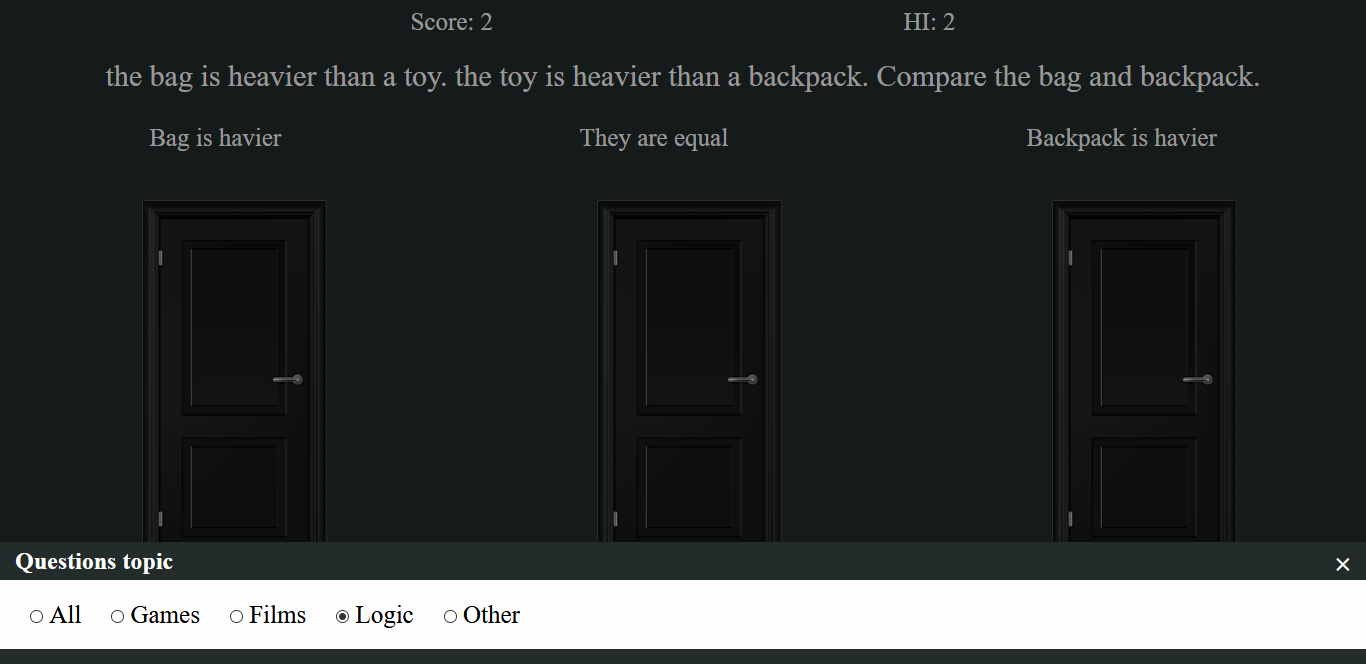 Score: 2 HI: 2
the bag is heavier than a toy. the toy is heavier than a backpack. Compare the bag and backpack.
Bag is havier They are equal Backpack is havier
Questions topic ×
All Games Films Logic Other